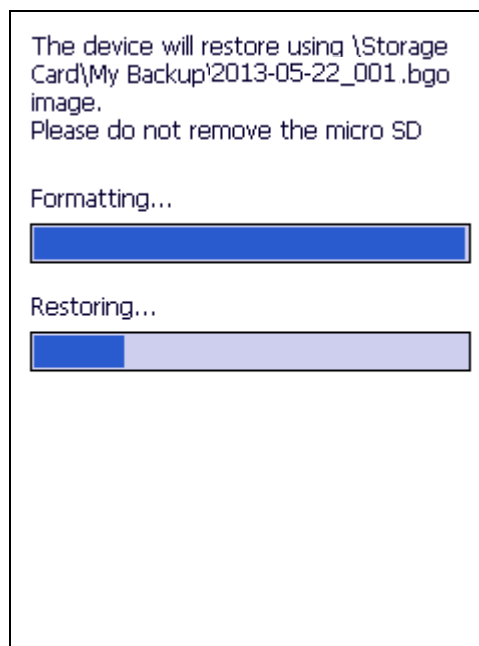 The device will restore using \Storage
Card\My Backup\2013-05-22_001.bgo
image.
Please do not remove the micro SD
Formatting...
Restoring...